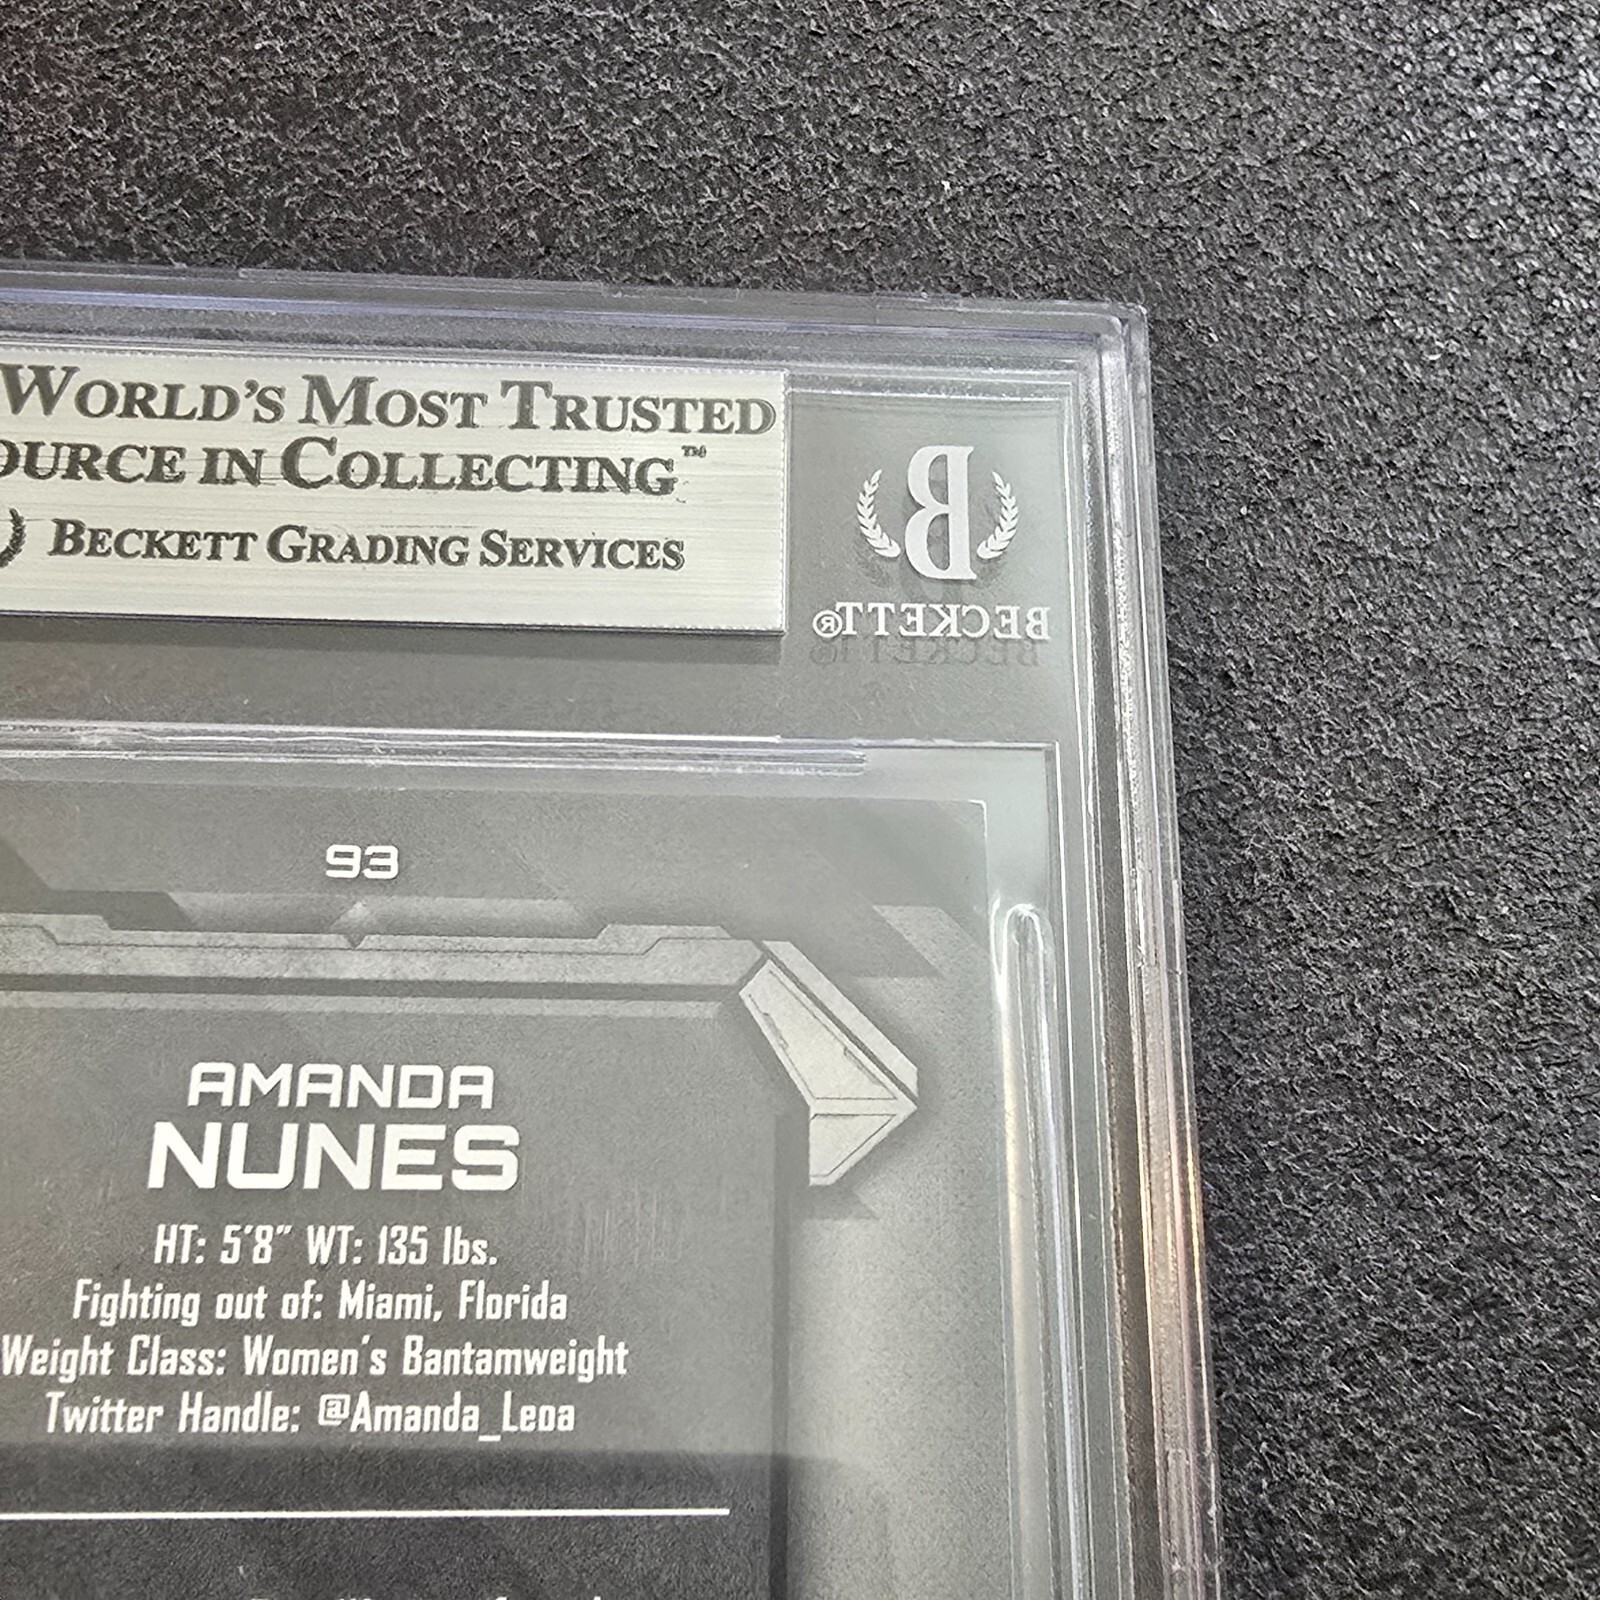 WORLD'S MOST TRUSTED
OURCE IN COLLECTING™
BECKETT GRADING SERVICES
B
BECKETT®
93
AMANDA
NUNES
HT: 5'8" WT: 135 lbs.
Fighting out of: Miami, Florida
Weight Class: Women's Bantamweight
Twitter Handle: @Amanda_Leoa